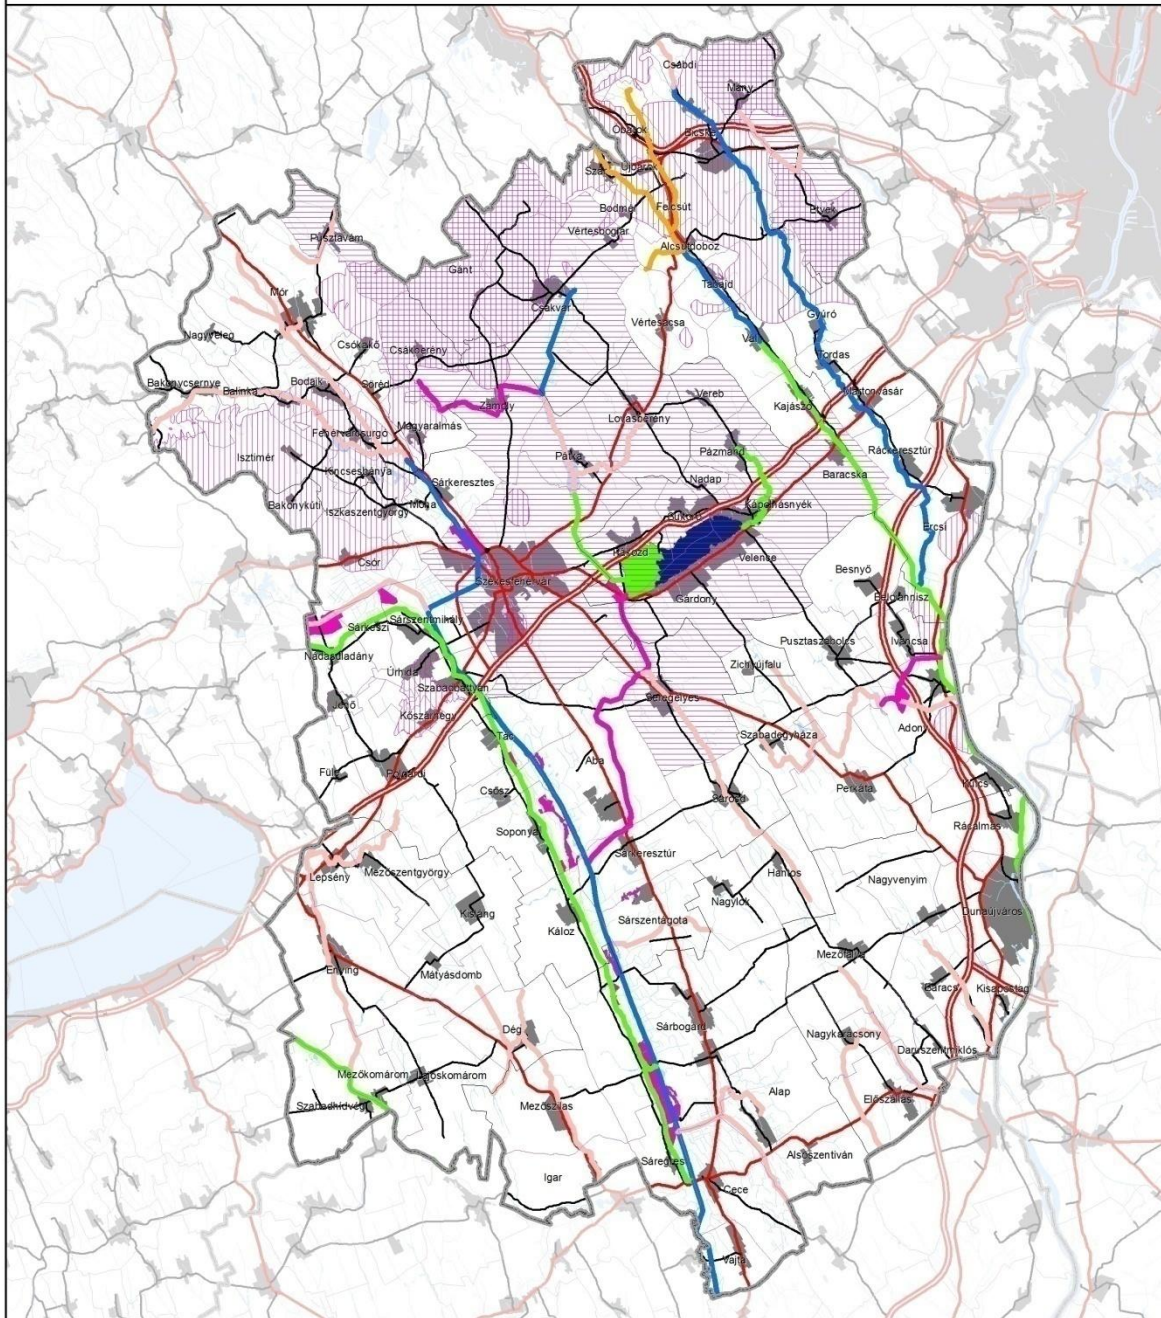 Csabdi
Mány
Óbarok
Bicske
Újbarok
Szár
Etyek
Felcsút
Bodmér
Vértesboglár
Alcsútdoboz
Pusztavám
Gánt
Tabajd
Csákvár
Mór
Vértesacsa
Gyúró
Nagyveleg
Vál
Csókakő
Csákberény
Tordas
Bakonycsernye
Balinka
Bodajk
Söréd
Vereb
Martonvásár
Zámoly
Kajászó
Lovasberény
Magyaralmás
Fehérvárcsurgó
Isztimér
Pátka
Pázmánd
Ráckeresztúr
Kincsesbánya
Baracska
Sárkeresztes
Nadap
Bakonykúti
Iszkaszentgyörgy
Moha
Kápolnásnyék
Sukoró
Ercsi
Pákozd
Csór
Velence
Székesfehérvár
Besnyő
Gárdony
Beloiannisz
Sárszentmihály
Sárkeszi
Iváncsa
Pusztaszabolcs
Nádasdladány
Zichyújfalu
Úrhida
Szabadbattyán
Jenő
Seregélyes
Kőszárhegy
Adony
Tác
Szabadegyháza
Aba
Füle
Polgárdi
Kulcs
Csősz
Perkáta
Sárosd
Rácalmás
Soponya
Sárkeresztúr
Mezőszentgyörgy
Hantos
Lepsény
Nagyvenyim
Nagylók
Kisláng
Dunaújváros
Sárszentágota
Káloz
Mezőfalva
Enying
Mátyásdomb
Baracs
Kisapostag
Dég
Sárbogárd
Nagykarácsony
Daruszentmiklós
Mezőkomárom
Lajoskomárom
Alap
Előszállás
Szabadhídvég
Mezőszilas
Alsószentiván
Sáregres
Igar
Cece
Vajta